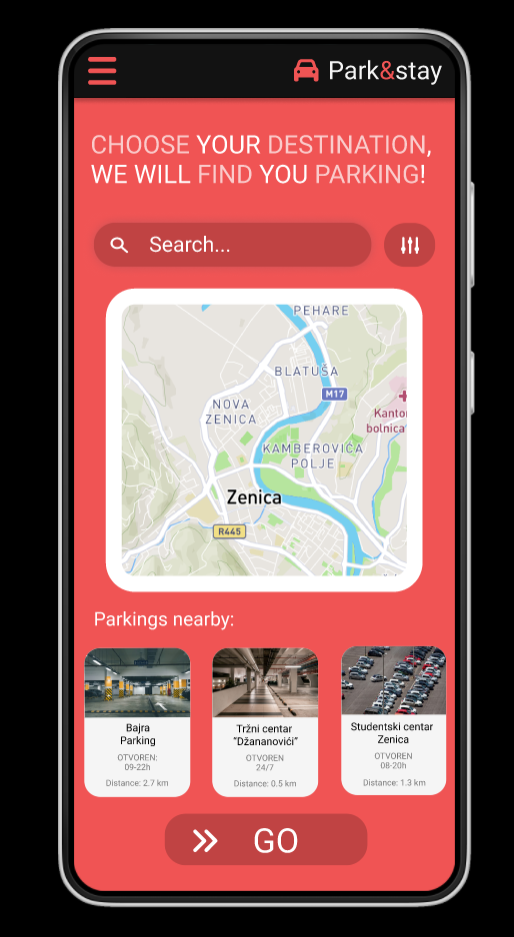 Park&stay
CHOOSE YOUR DESTINATION,
WE WILL FIND YOU PARKING!
Search...
PEHARE
BLATUŠA
M17
NOVA
ZENICA
Kantor
bolnica
KAMBEROVIĆA
POLJE
Zenica
R445
Parkings nearby:
Bajra
Parking
OTVOREN:
09-22h
Distance: 2.7 km
Tržni centar
“Džananovići”
OTVOREN
24/7
Distance: 0.5 km
Studentski centar
Zenica
OTVOREN
08-20h
Distance: 1.3 km
GO